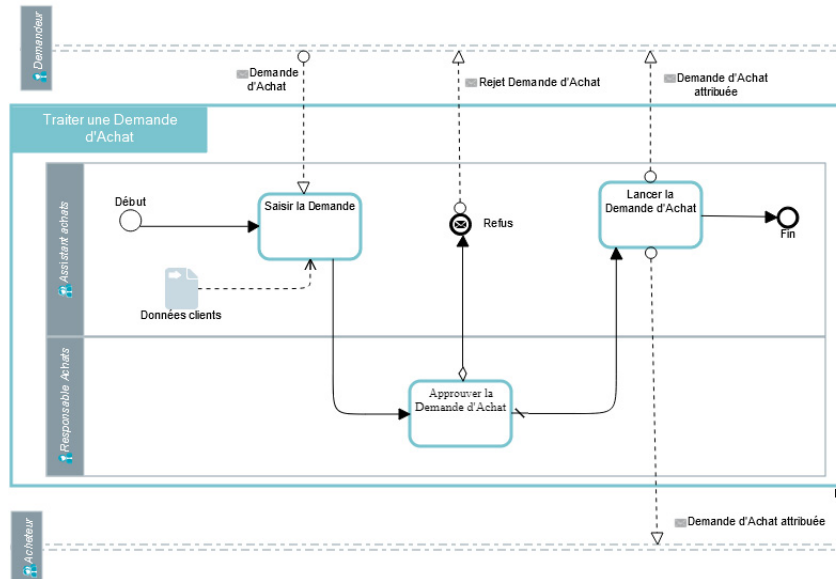 Demandeur
Demande
d'Achat
Rejet Demande d'Achat
Demande d'Achat
attribuée
Traiter une Demande
d'Achat
Assistant achats
Début
Saisir la Demande
Refus
Lancer la
Demande d'Achat
Fin
Données clients
Responsable Achats
Approuver la
Demande d'Achat
Acheteur
Demande d'Achat attribuée